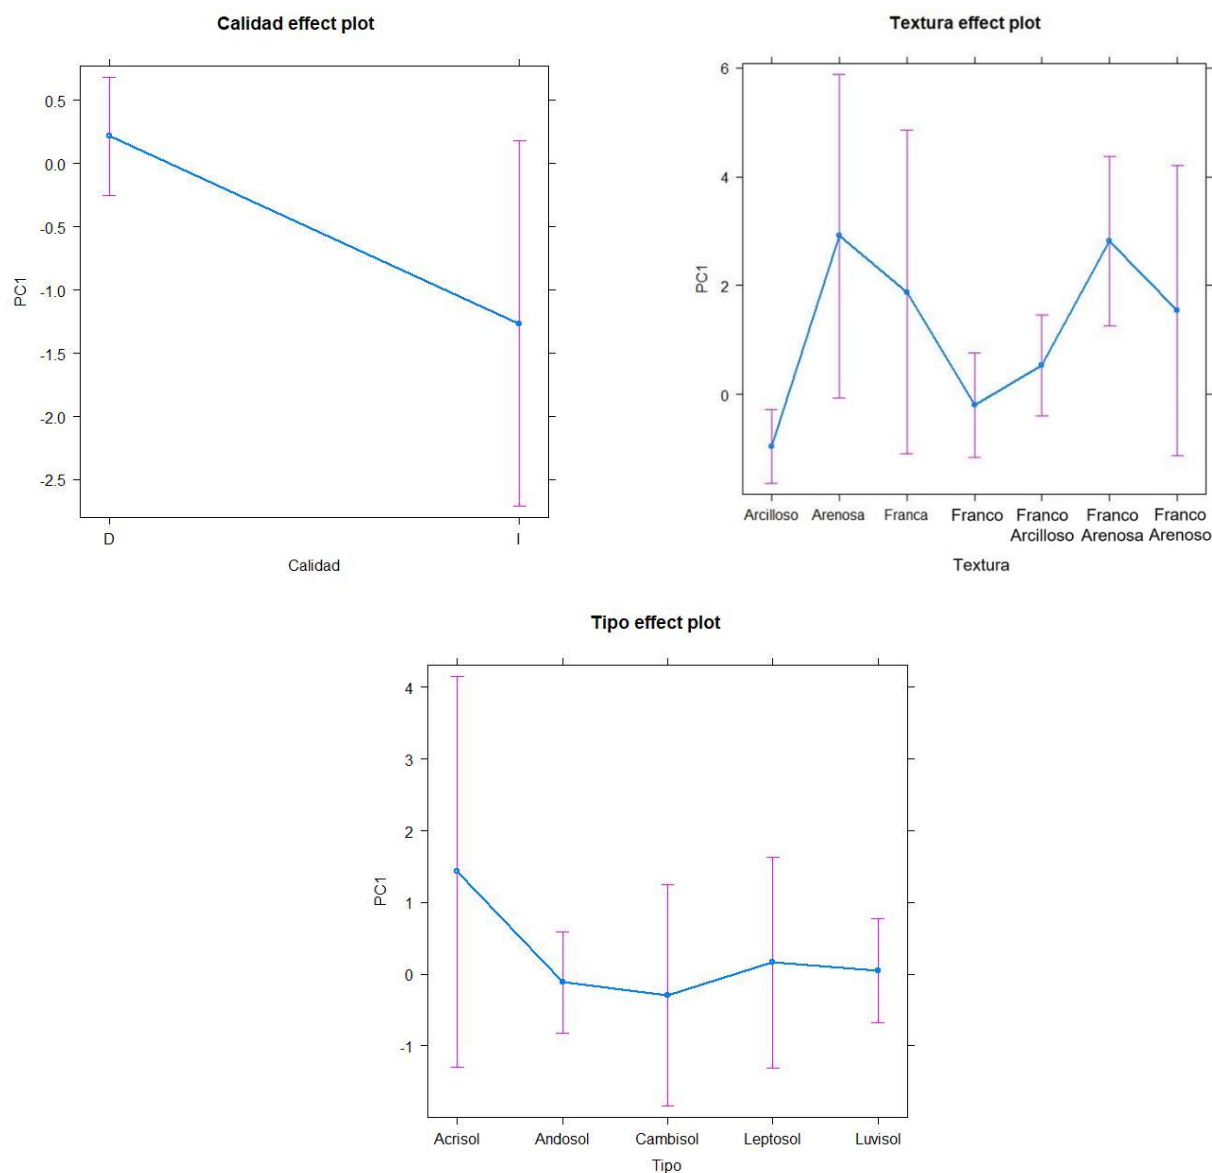 Calidad effect plot
0.5
0.0
-0.5
-1.0
-1.5
-2.0
-2.5
PC1
D I
Calidad
Textura effect plot
6
4
2
0
PC1
Arcilloso Arenosa Franca Franco Franco Franco Franco
Arcilloso Arenosa Arenoso
Textura
Tipo effect plot
4
3
2
1
0
-1
PC1
Acrisol Andosol Cambisol Leptosol Luvisol
Tipo